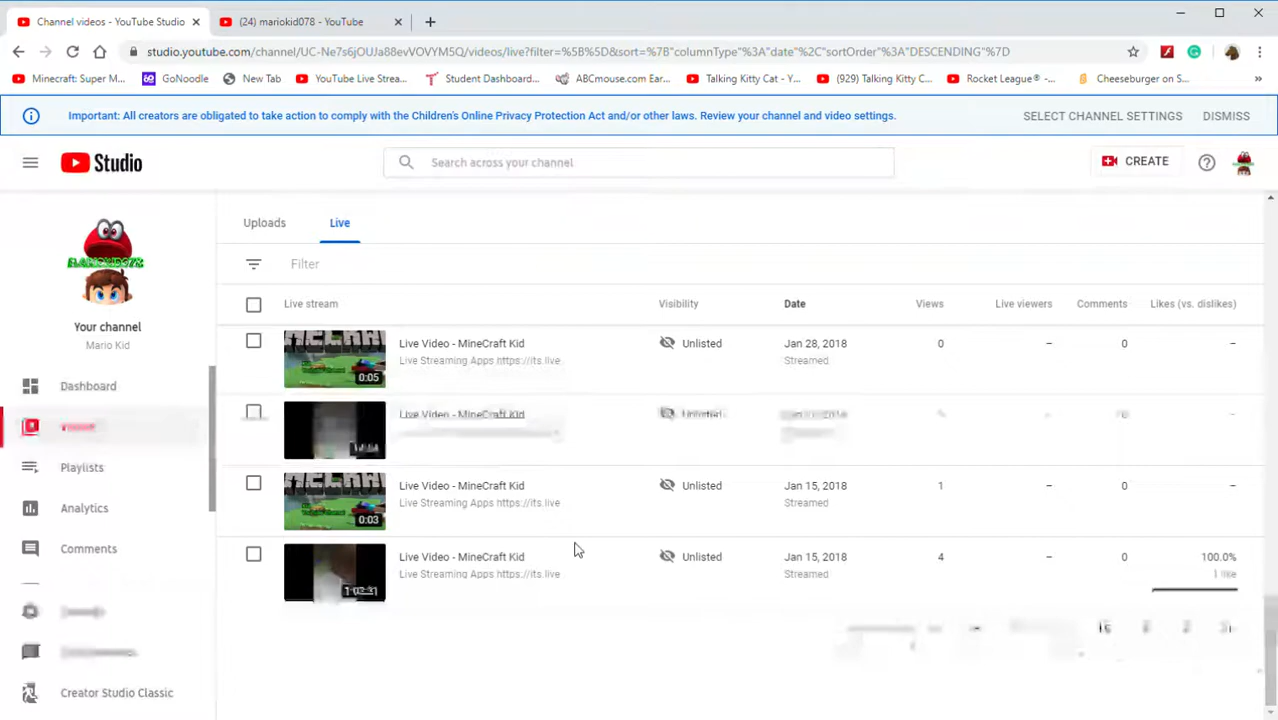 Channel videos - YouTube Studio
(24) mariokid078 - YouTube
studio.youtube.com/channel/UC-Ne7s6jOUJa88evVOVYM5Q/videos/live?filter=%5B%5D&sort=%7B"columnType"%3A"date"%2C"sortOrder"%3A"DESCENDING"%7D
Minecraft: Super M... GoNoodle New Tab YouTube Live Strea... Student Dashboard... ABCmouse.com Ear... Talking Kitty Cat - Y... (929) Talking Kitty C... Rocket League® -... Cheeseburger on S... »
Important: All creators are obligated to take action to comply with the Children's Online Privacy Protection Act and/or other laws. Review your channel and video settings. SELECT CHANNEL SETTINGS DISMISS
Studio Search across your channel CREATE
Uploads Live
Filter
Live stream Visibility Date Views Live viewers Comments Likes (vs. dislikes)
Your channel
Mario Kid
Dashboard
Playlists
Analytics
Comments
Creator Studio Classic
Live Video - MineCraft Kid Unlisted Jan 28, 2018 0 – 0 –
Live Streaming Apps https://its.live Streamed
0:05
Live Video - MineCraft Kid Unlisted
Live Video - MineCraft Kid Unlisted Jan 15, 2018 1 – 0 –
Live Streaming Apps https://its.live Streamed
0:03
Live Video - MineCraft Kid Unlisted Jan 15, 2018 4 – 0 100.0%
Live Streaming Apps https://its.live Streamed 1 like